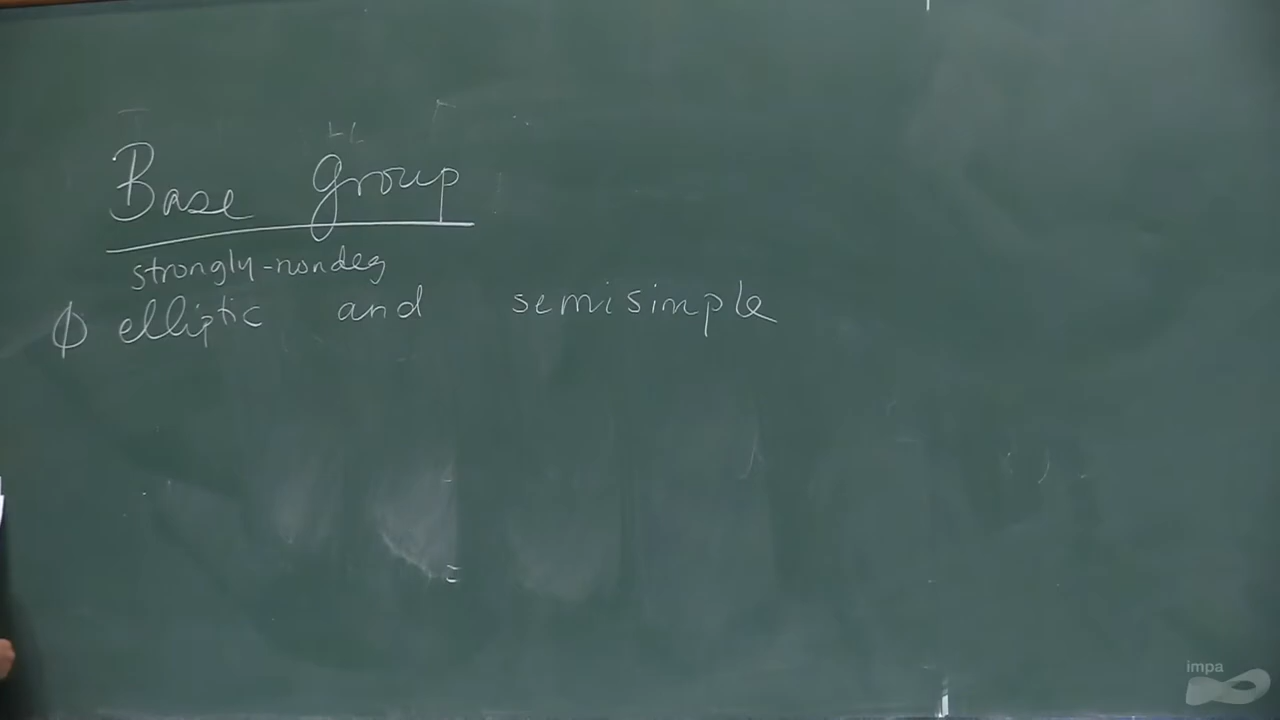 Base group
strongly-nondeg
ϕ elliptic and semisimple
impa